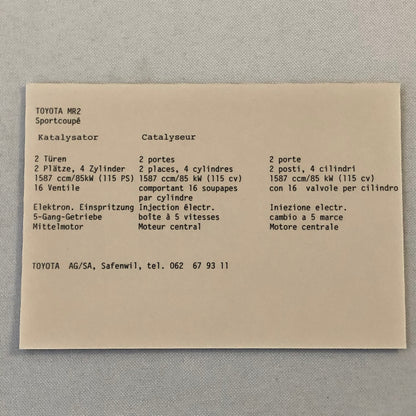 TOYOTA MR2
Sportcoupé
Katalysator Catalyseur
2 Türen 2 portes 2 porte
2 Plätze, 4 Zylinder 2 places, 4 cylindres 2 posti, 4 cilindri
1587 ccm/85kW (115 PS) 1587 ccm/85 kW (115 cv) 1587 ccm/85 kW (115 cv)
16 Ventile comportant 16 soupapes con 16 valvole per cilindro
par cylindre
Elektron. Einspritzung Injection électr. Iniezione electr.
5-Gang-Getriebe boîte à 5 vitesses cambio a 5 marce
Mittelmotor Moteur central Motore centrale
TOYOTA AG/SA, Safenwil, tel. 062 67 93 11